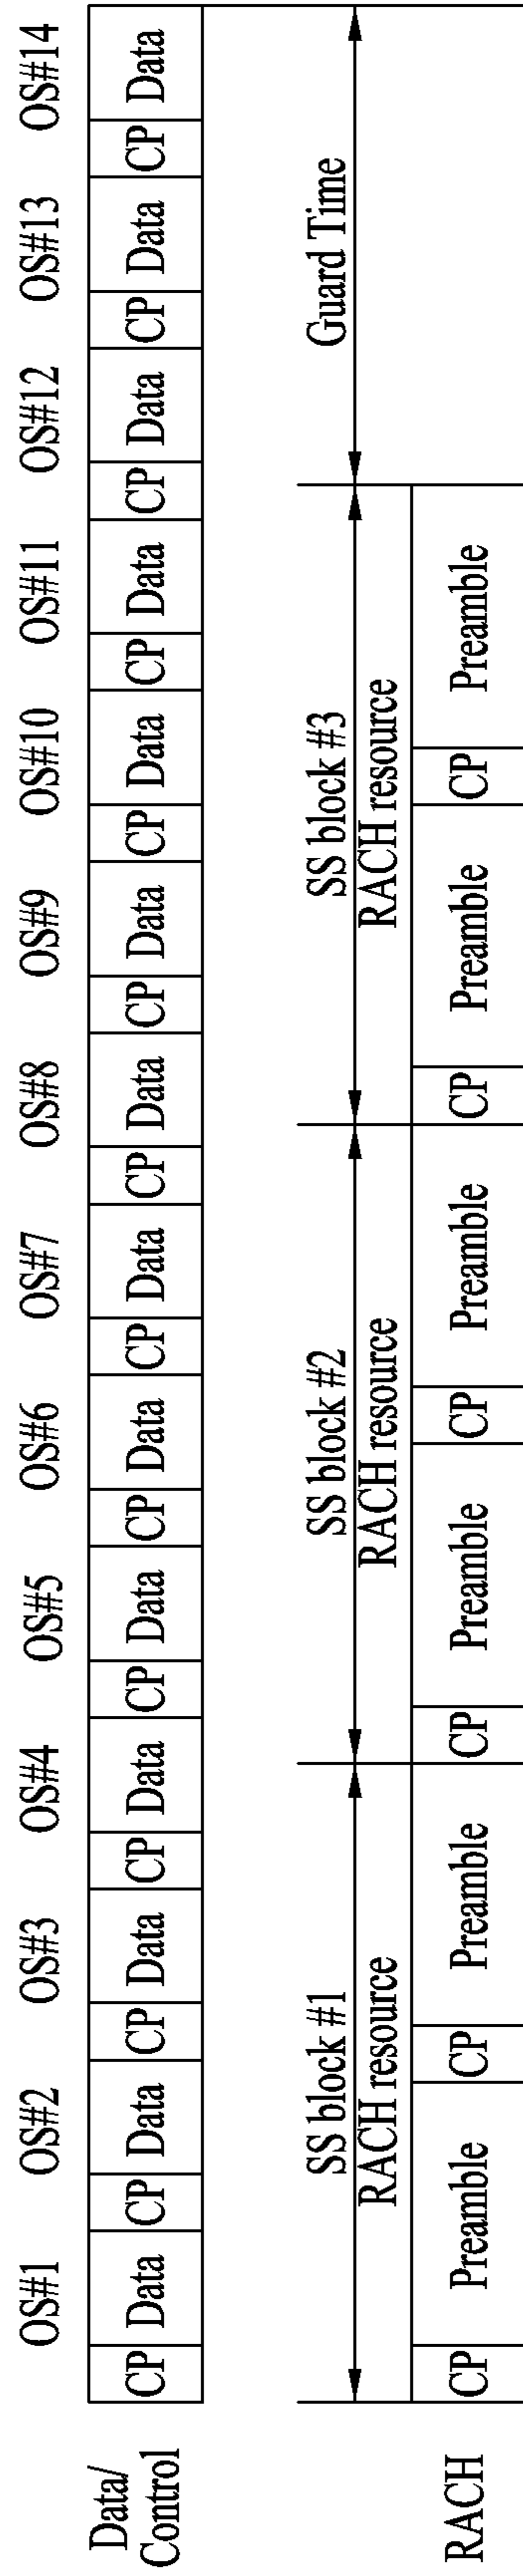 OS#1 OS#2 OS#3 OS#4 OS#5 OS#6 OS#7 OS#8 OS#9 OS#10 OS#11 OS#12 OS#13 OS#14
Data/
Control
CP Data CP Data CP Data CP Data CP Data CP Data CP Data CP Data CP Data CP Data CP Data CP Data CP Data CP Data
SS block #1 SS block #2 SS block #3 Guard Time
RACH resource RACH resource RACH resource
RACH
CP Preamble CP Preamble CP Preamble CP Preamble CP Preamble CP Preamble